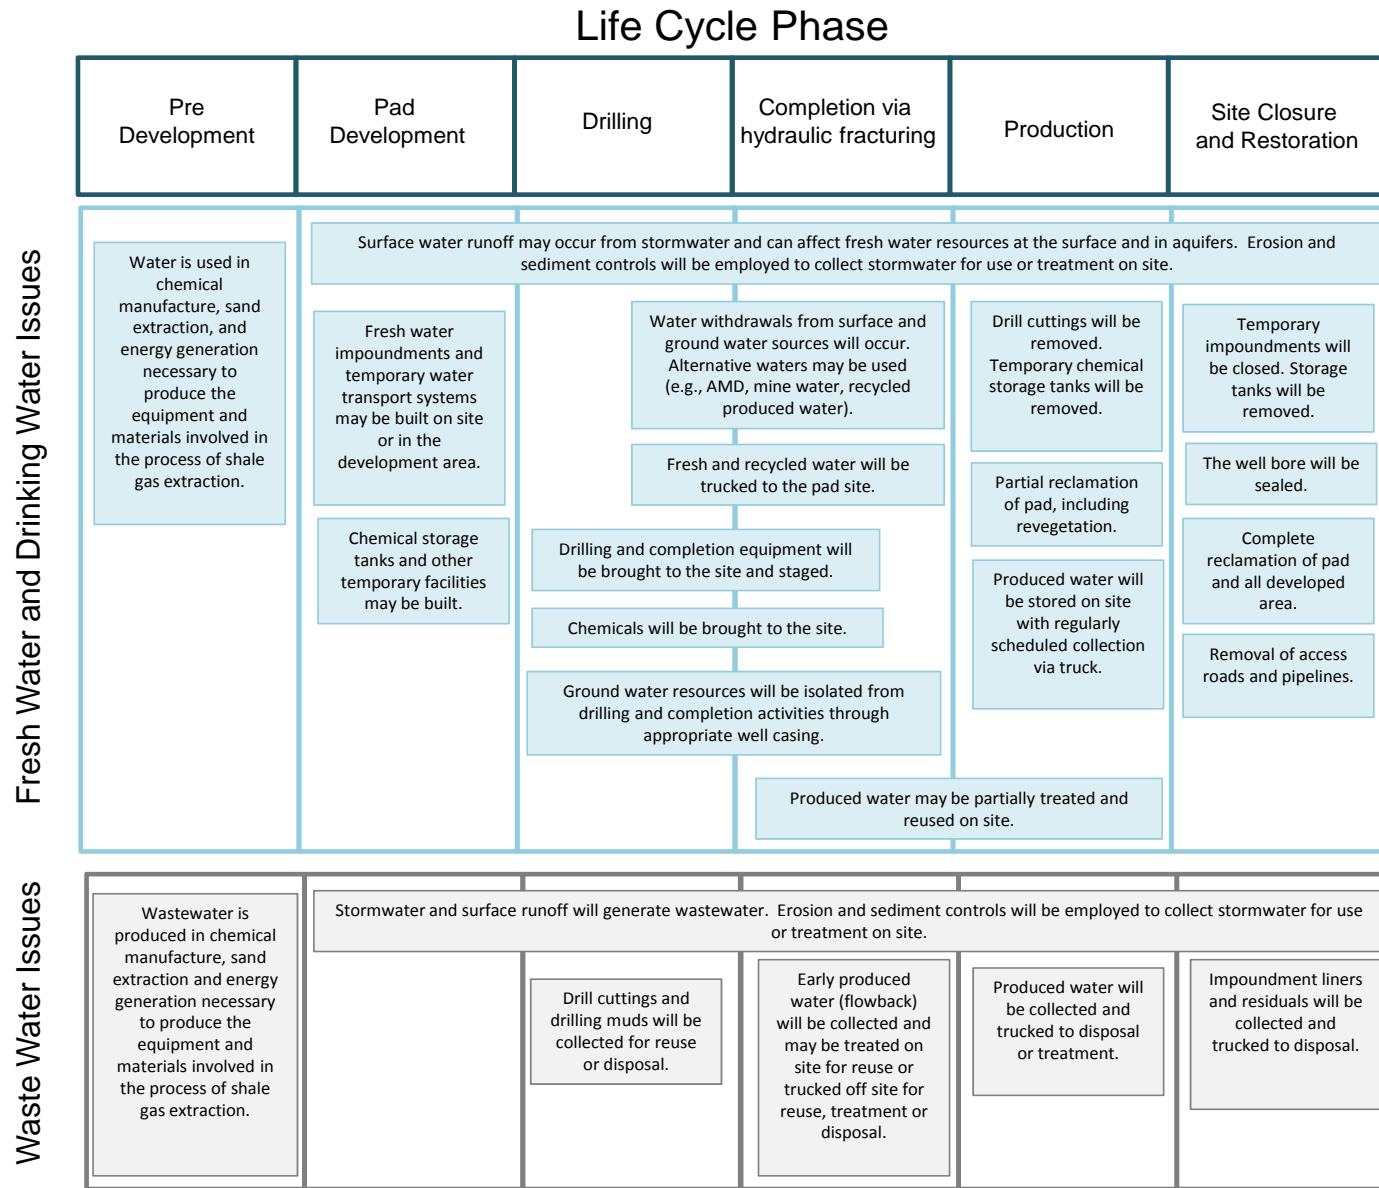 Life Cycle Phase
Pre
Development
Pad
Development
Drilling
Completion via
hydraulic fracturing
Production
Site Closure
and Restoration
Fresh Water and Drinking Water Issues
Water is used in
chemical
manufacture, sand
extraction, and
energy generation
necessary to
produce the
equipment and
materials involved in
the process of shale
gas extraction.
Surface water runoff may occur from stormwater and can affect fresh water resources at the surface and in aquifers. Erosion and
sediment controls will be employed to collect stormwater for use or treatment on site.
Fresh water
impoundments and
temporary water
transport systems
may be built on site
or in the
development area.
Chemical storage
tanks and other
temporary facilities
may be built.
Water withdrawals from surface and
ground water sources will occur.
Alternative waters may be used
(e.g., AMD, mine water, recycled
produced water).
Fresh and recycled water will be
trucked to the pad site.
Drilling and completion equipment will
be brought to the site and staged.
Chemicals will be brought to the site.
Ground water resources will be isolated from
drilling and completion activities through
appropriate well casing.
Produced water may be partially treated and
reused on site.
Drill cuttings will be
removed.
Temporary chemical
storage tanks will be
removed.
Partial reclamation
of pad, including
revegetation.
Produced water will
be stored on site
with regularly
scheduled collection
via truck.
Temporary
impoundments will
be closed. Storage
tanks will be
removed.
The well bore will be
sealed.
Complete
reclamation of pad
and all developed
area.
Removal of access
roads and pipelines.
Waste Water Issues
Wastewater is
produced in chemical
manufacture, sand
extraction and energy
generation necessary
to produce the
equipment and
materials involved in
the process of shale
gas extraction.
Stormwater and surface runoff will generate wastewater. Erosion and sediment controls will be employed to collect stormwater for use
or treatment on site.
Drill cuttings and
drilling muds will be
collected for reuse
or disposal.
Early produced
water (flowback)
will be collected and
may be treated on
site for reuse or
trucked off site for
reuse, treatment or
disposal.
Produced water will
be collected and
trucked to disposal
or treatment.
Impoundment liners
and residuals will be
collected and
trucked to disposal.